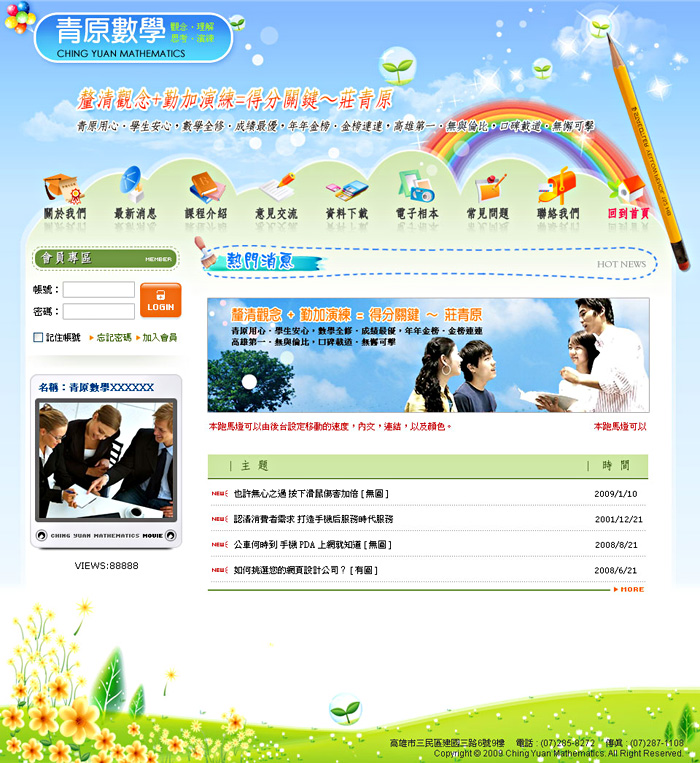 青原數學
觀念・理解
思考・演練
CHING YUAN MATHEMATICS
釐清觀念+勤加演練=得分關鍵～莊青原
青原用心・學生安心，數學全修・成績最優，年年金榜・金榜連連，高雄第一・無與倫比，口碑載道・無懈可擊
關於我們
最新消息
課程介紹
意見交流
資料下載
電子相本
常見問題
聯絡我們
回到首頁
會員專區
MEMBER
帳號：
密碼：
LOGIN
記住帳號
忘記密碼
加入會員
熱門消息
HOT NEWS
釐清觀念 + 勤加演練 = 得分關鍵 ～ 莊青原
青原用心・學生安心，數學全修・成績最優，年年金榜・金榜連連
高雄第一・無與倫比，口碑載道・無懈可擊
本跑馬燈可以由後台設定移動的速度，內文，連結，以及顏色。
本跑馬燈可以
名稱：青原數學XXXXXX
CHING YUAN MATHEMATICS MOVIE
VIEWS:88888
| 主 題
| 時 間
NEW 也許無心之過 按下滑鼠傷害加倍 [ 無圖 ]
2009/1/10
NEW 認清消費者需求 打造手機后服務時代服務
2001/12/21
NEW 公車何時到 手機 PDA 上網就知道 [ 無圖 ]
2008/8/21
NEW 如何挑選您的網頁設計公司？ [ 有圖 ]
2008/6/21
MORE
高雄市三民區建國三路6號9樓 電話 : (07)285-8272 傳真 : (07)287-1108
Copyright © 2009 Ching Yuan Mathematics. All Right Reserved.